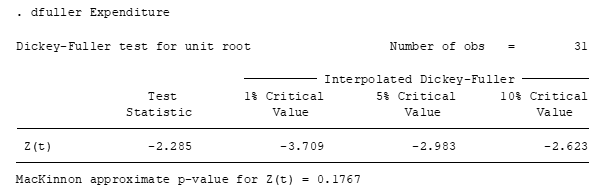 . dfuller Expenditure
Dickey-Fuller test for unit root Number of obs = 31
Interpolated Dickey-Fuller
Test 1% Critical 5% Critical 10% Critical
Statistic Value Value Value
Z(t) -2.285 -3.709 -2.983 -2.623
MacKinnon approximate p-value for Z(t) = 0.1767